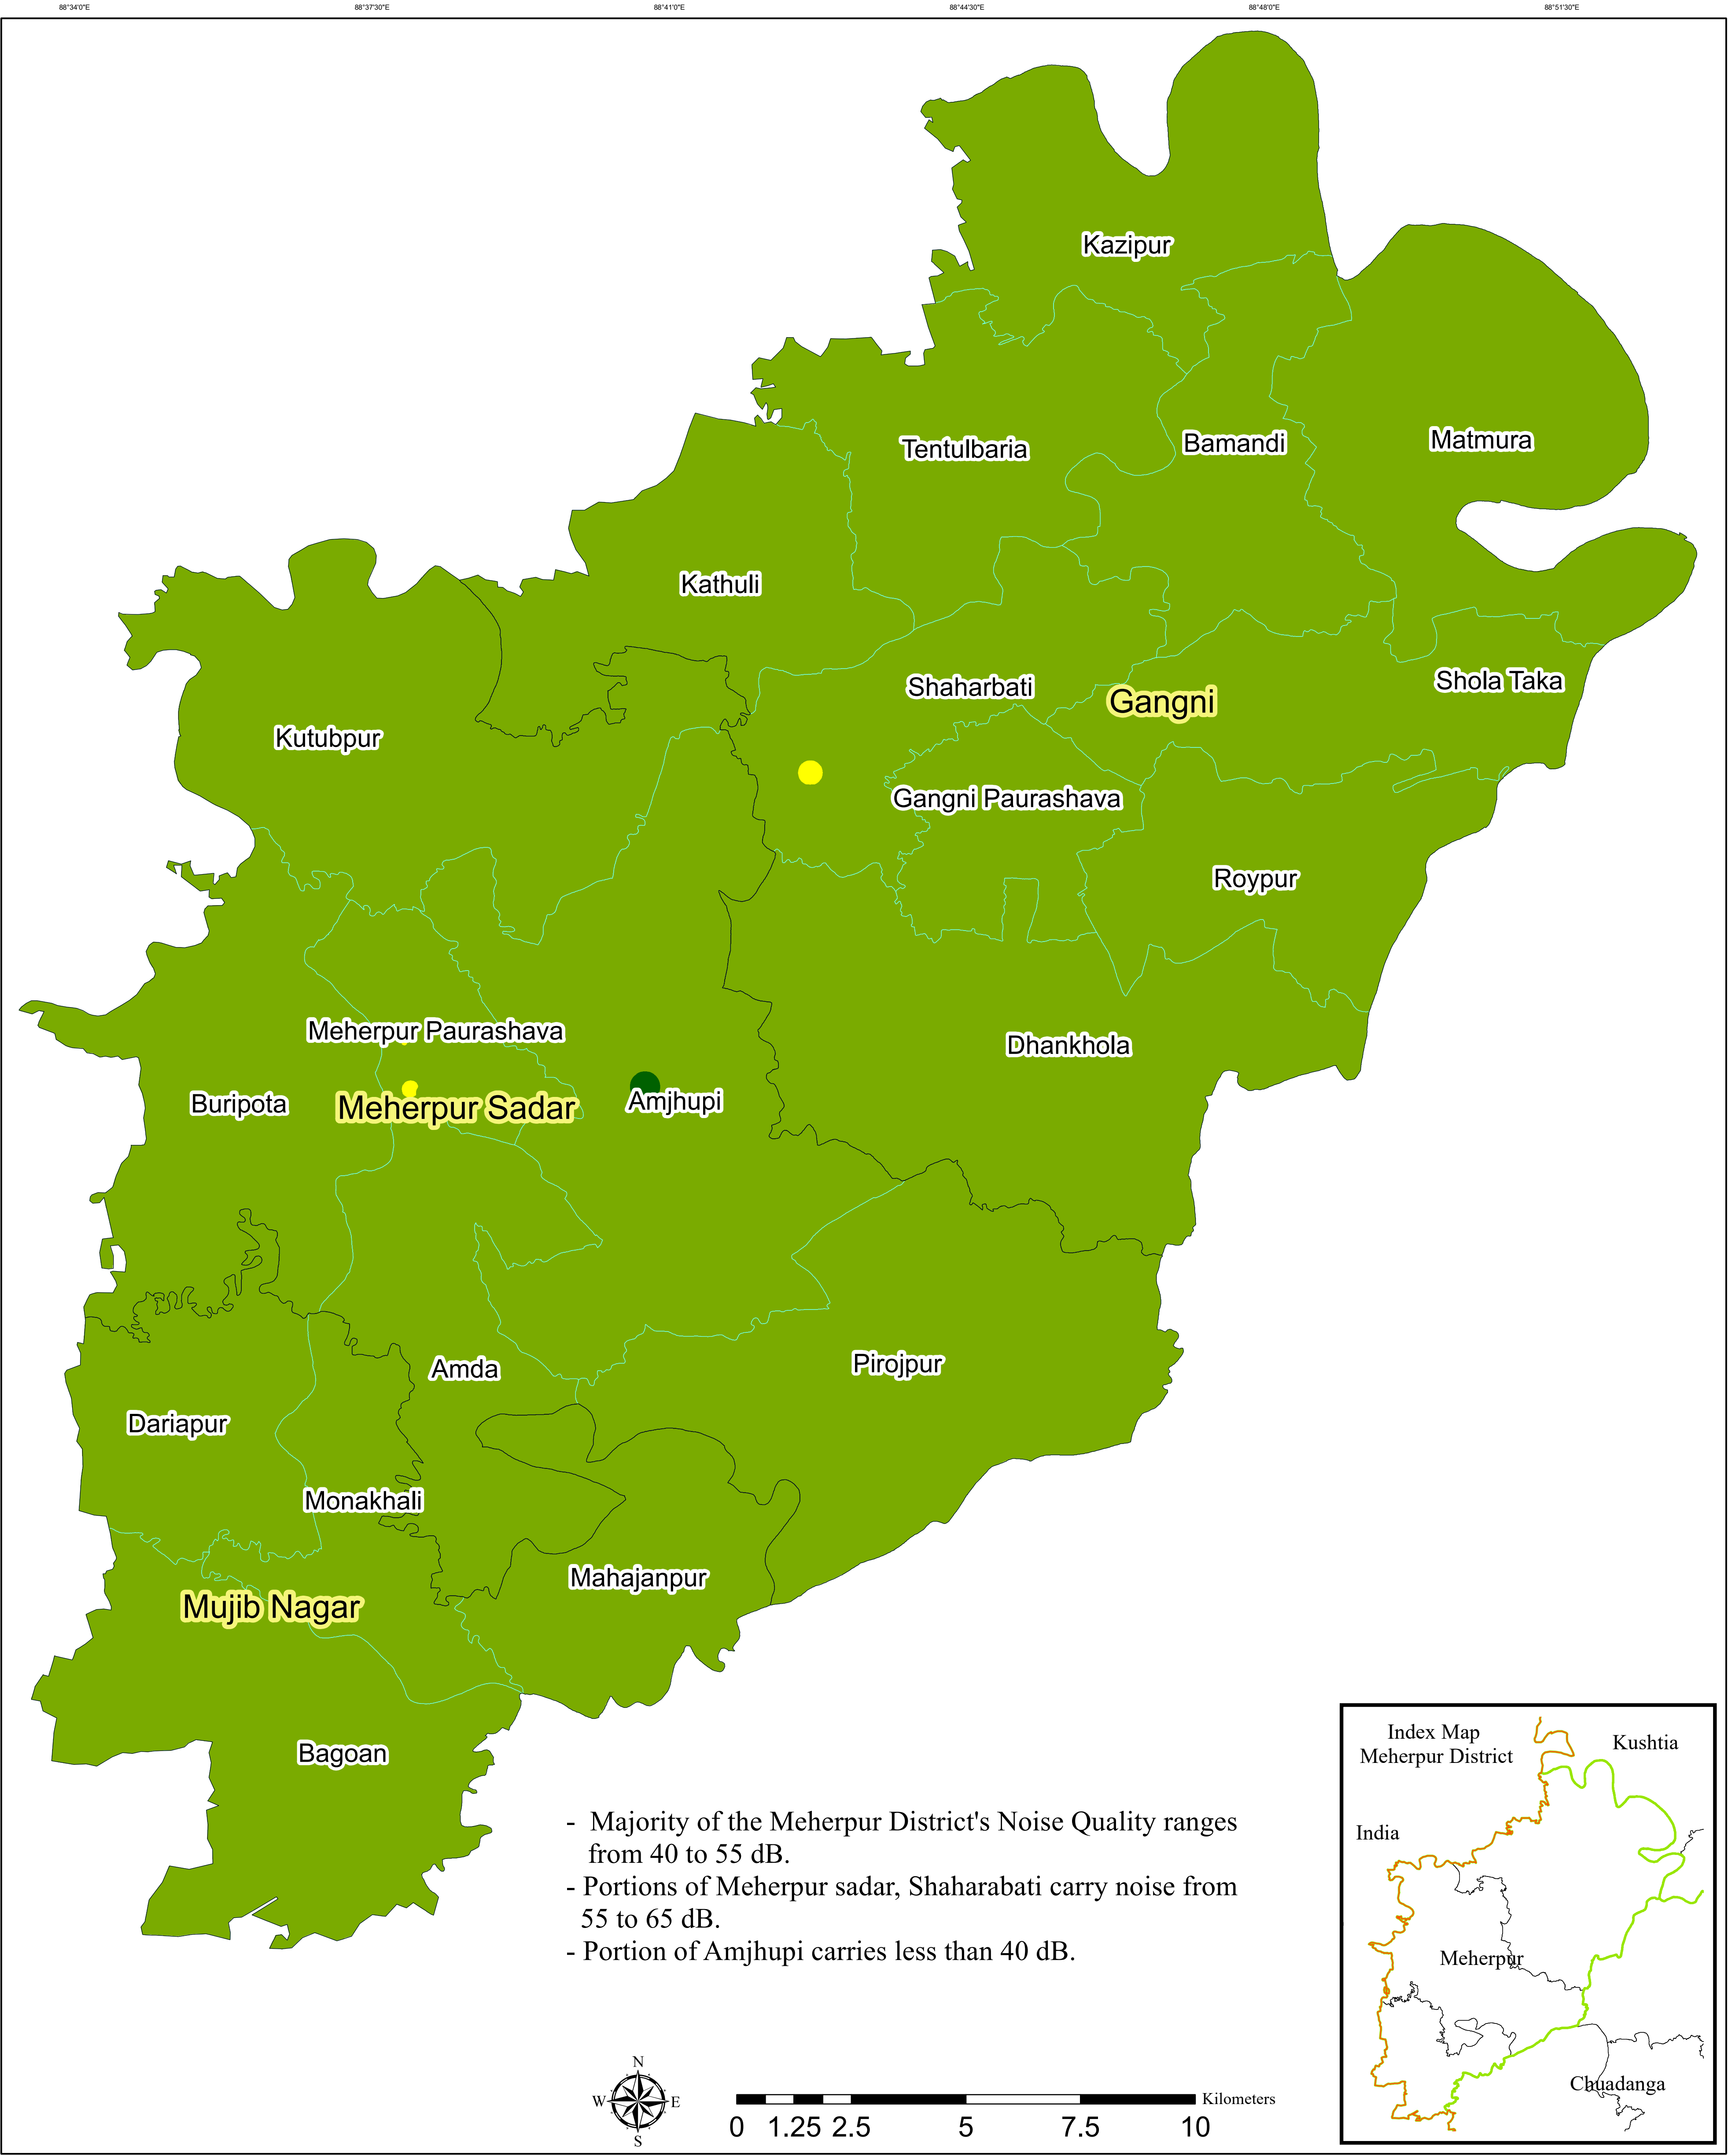 88°34'0"E
88°37'30"E
88°41'0"E
88°44'30"E
88°48'0"E
88°51'30"E
Kazipur
Tentulbaria
Bamandi
Matmura
Kathuli
Shaharbati
Gangni
Shola Taka
Kutubpur
Gangni Paurashava
Roypur
Meherpur Paurashava
Dhankhola
Buripota
Meherpur Sadar
Amjhupi
Amda
Pirojpur
Dariapur
Monakhali
Mahajanpur
Mujib Nagar
Bagoan
- Majority of the Meherpur District's Noise Quality ranges
from 40 to 55 dB.
- Portions of Meherpur sadar, Shaharabati carry noise from
55 to 65 dB.
- Portion of Amjhupi carries less than 40 dB.
N
W
E
S
Kilometers
0 1.25 2.5 5 7.5 10
Index Map
Meherpur District
Kushtia
India
Meherpur
Chuadanga